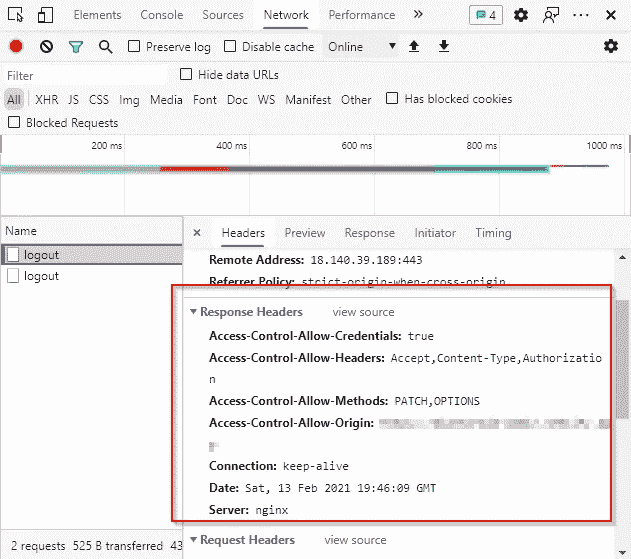 Elements Console Sources Network Performance 4
Preserve log Disable cache Online
Filter Hide data URLs
All XHR JS CSS Img Media Font Doc WS Manifest Other Has blocked cookies
Blocked Requests
200 ms 400 ms 600 ms 800 ms 1000 ms
Name
logout
logout
Headers Preview Response Initiator Timing
Remote Address: 18.140.39.189:443
Referrer Policy: strict-origin-when-cross-origin
Response Headers view source
Access-Control-Allow-Credentials: true
Access-Control-Allow-Headers: Accept,Content-Type,Authorizatio
n
Access-Control-Allow-Methods: PATCH,OPTIONS
Access-Control-Allow-Origin:
Connection: keep-alive
Date: Sat, 13 Feb 2021 19:46:09 GMT
Server: nginx
Request Headers view source
2 requests 525 B transferred 43